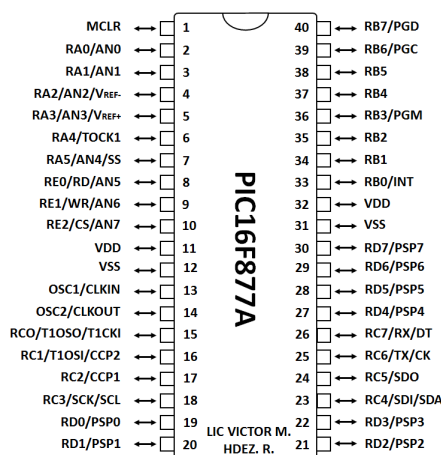 MCLR 1 40 RB7/PGD
RA0/AN0 2 39 RB6/PGC
RA1/AN1 3 38 RB5
RA2/AN2/VREF- 4 37 RB4
RA3/AN3/VREF+ 5 36 RB3/PGM
RA4/TOCK1 6 35 RB2
RA5/AN4/SS 7 34 RB1
RE0/RD/AN5 8 33 RB0/INT
RE1/WR/AN6 9 32 VDD
RE2/CS/AN7 10 31 VSS
VDD 11 30 RD7/PSP7
VSS 12 29 RD6/PSP6
OSC1/CLKIN 13 28 RD5/PSP5
OSC2/CLKOUT 14 27 RD4/PSP4
RCO/T1OSO/T1CKI 15 26 RC7/RX/DT
RC1/T1OSI/CCP2 16 25 RC6/TX/CK
RC2/CCP1 17 24 RC5/SDO
RC3/SCK/SCL 18 23 RC4/SDI/SDA
RD0/PSP0 19 22 RD3/PSP3
RD1/PSP1 20 21 RD2/PSP2
PIC16F877A
LIC VICTOR M.
HDEZ. R.